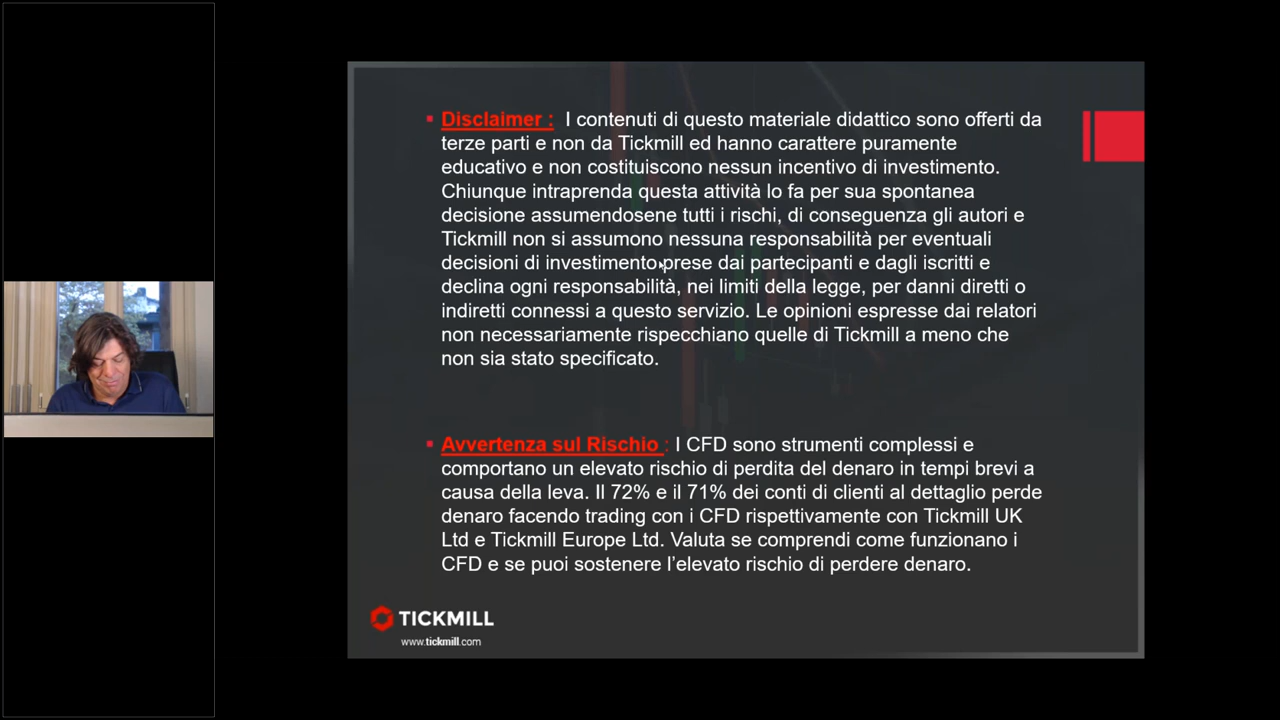 Disclaimer : I contenuti di questo materiale didattico sono offerti da
terze parti e non da Tickmill ed hanno carattere puramente
educativo e non costituiscono nessun incentivo di investimento.
Chiunque intraprenda questa attività lo fa per sua spontanea
decisione assumendosene tutti i rischi, di conseguenza gli autori e
Tickmill non si assumono nessuna responsabilità per eventuali
decisioni di investimento prese dai partecipanti e dagli iscritti e
declina ogni responsabilità, nei limiti della legge, per danni diretti o
indiretti connessi a questo servizio. Le opinioni espresse dai relatori
non necessariamente rispecchiano quelle di Tickmill a meno che
non sia stato specificato.
Avvertenza sul Rischio : I CFD sono strumenti complessi e
comportano un elevato rischio di perdita del denaro in tempi brevi a
causa della leva. Il 72% e il 71% dei conti di clienti al dettaglio perde
denaro facendo trading con i CFD rispettivamente con Tickmill UK
Ltd e Tickmill Europe Ltd. Valuta se comprendi come funzionano i
CFD e se puoi sostenere l'elevato rischio di perdere denaro.
TICKMILL
www.tickmill.com